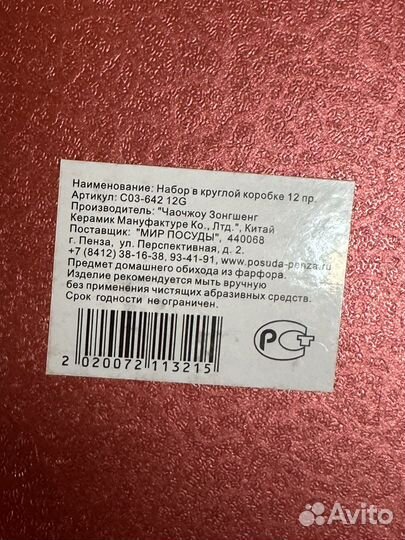 Наименование: Набор в круглой коробке 12 пр.
Артикул: C03-642 12G
Производитель: "Чаочжоу Зонгшенг
Керамик Мануфактуре Ко., Лтд.", Китай
Поставщик: "МИР ПОСУДЫ", 440068
г. Пенза, ул. Перспективная, д. 2.
+7 (8412) 38-16-38, 93-41-91, www.posuda-penza.ru
Предмет домашнего обихода из фарфора.
Изделие рекомендуется мыть вручную
без применения чистящих абразивных средств.
Срок годности не ограничен.
РСТ
2 020072 113215
Avito